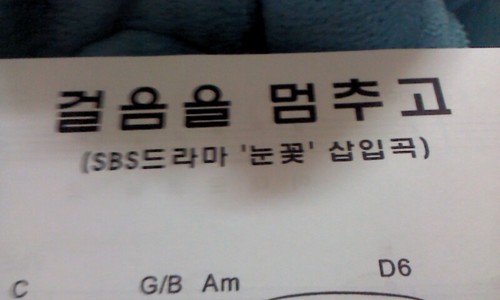 걸음을 멈추고
(SBS드라마 '눈꽃' 삽입곡)
C G/B Am D6